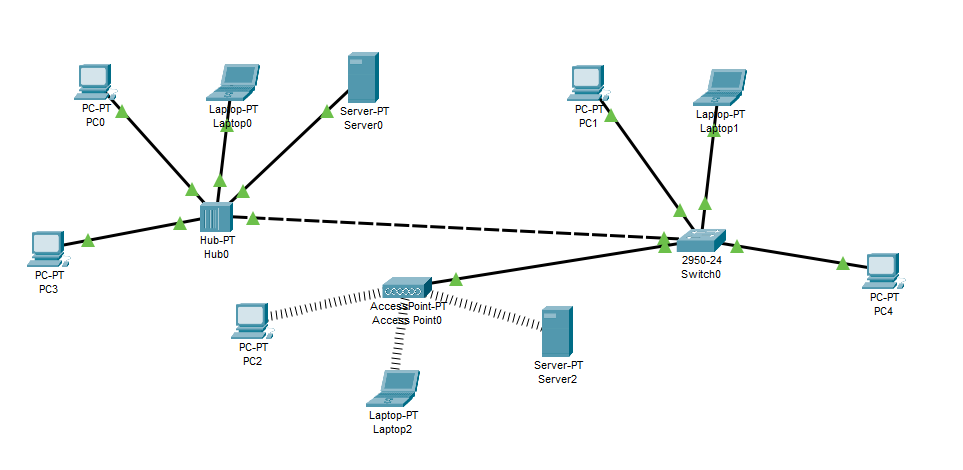 PC-PT
PC0
Laptop-PT
Laptop0
Server-PT
Server0
PC-PT
PC1
Laptop-PT
Laptop1
Hub-PT
Hub0
PC-PT
PC3
2950-24
Switch0
PC-PT
PC4
AccessPoint-PT
Access Point0
PC-PT
PC2
Server-PT
Server2
Laptop-PT
Laptop2